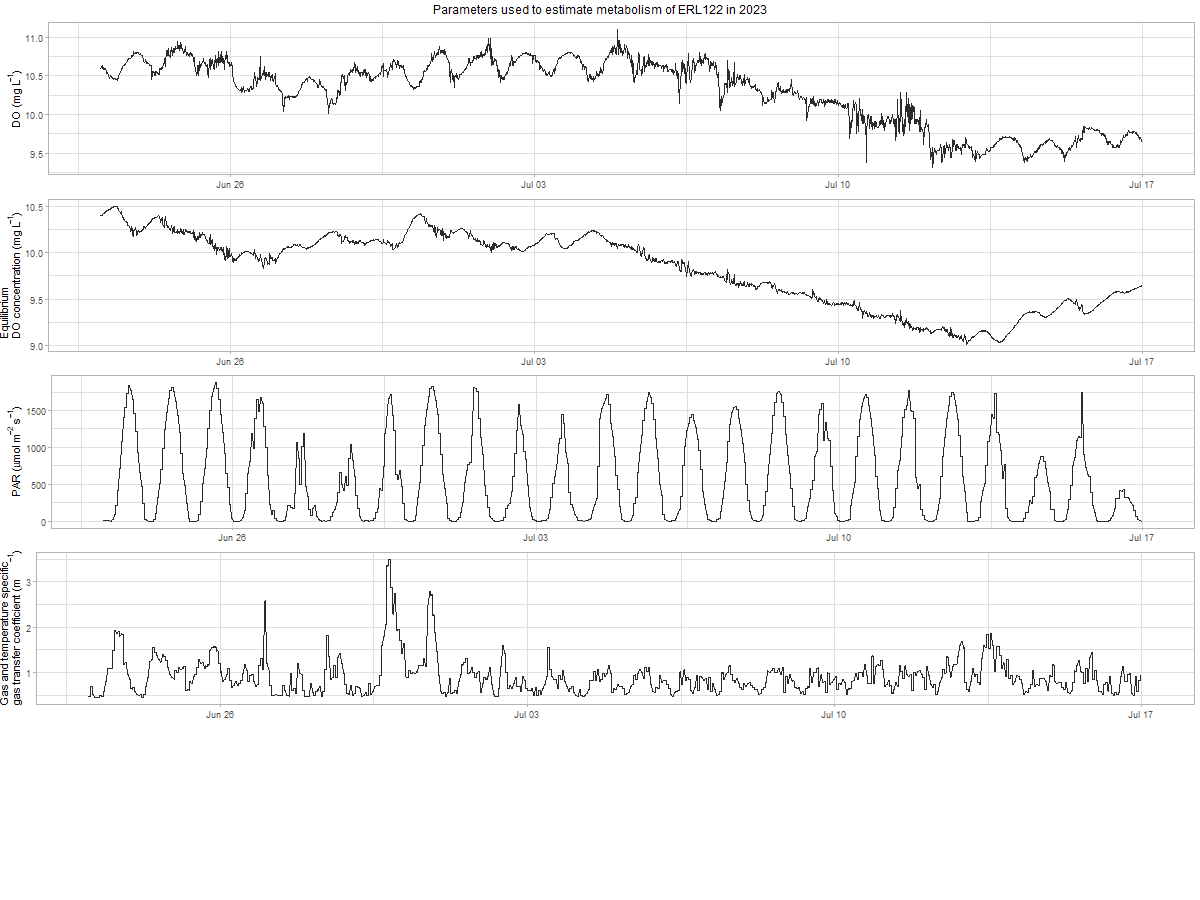 Parameters used to estimate metabolism of ERL122 in 2023
DO (mg L⁻¹)
11.0
10.5
10.0
9.5
Jun 26 Jul 03 Jul 10 Jul 17
Equilibrium
DO concentration (mg L⁻¹)
10.5
10.0
9.5
9.0
Jun 26 Jul 03 Jul 10 Jul 17
PAR (µmol m⁻² s⁻¹)
1500
1000
500
0
Jun 26 Jul 03 Jul 10 Jul 17
Gas and temperature specific
gas transfer coefficient (m⁻¹)
3
2
1
Jun 26 Jul 03 Jul 10 Jul 17